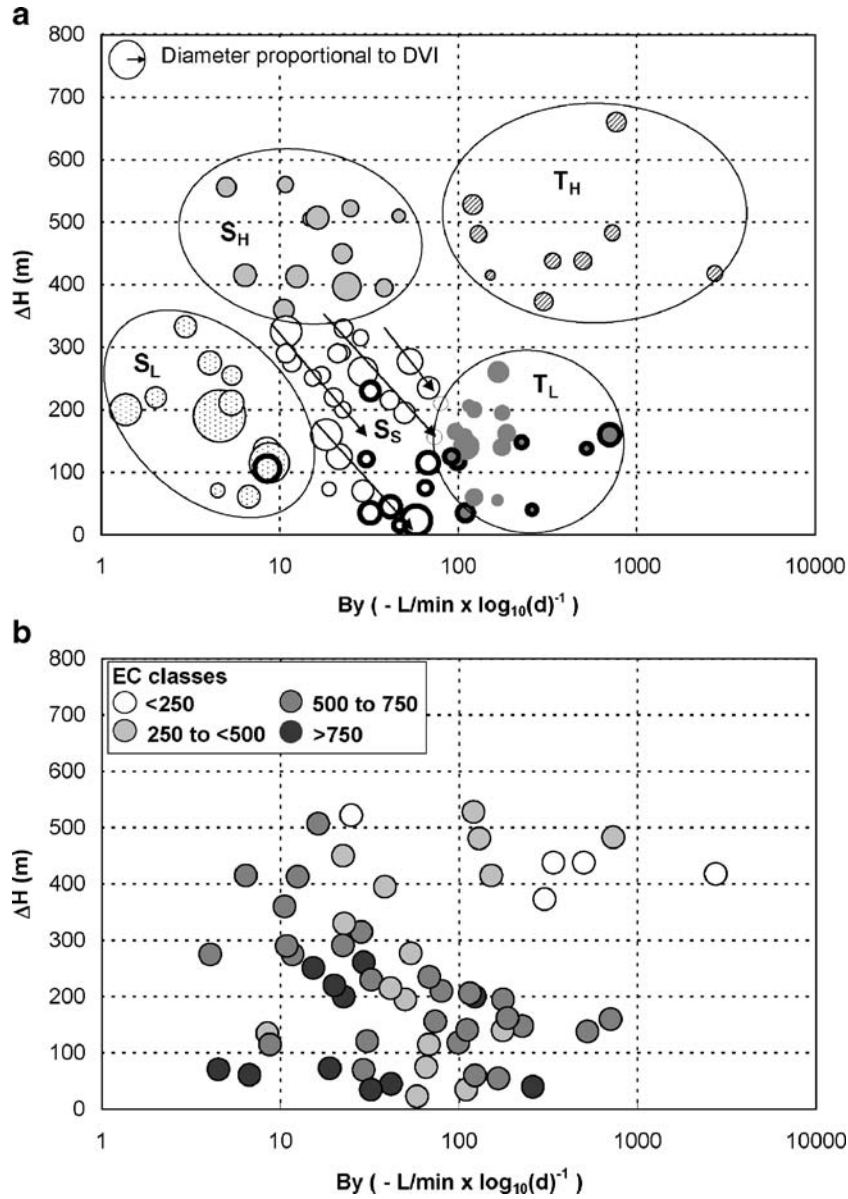 a
800
Diameter proportional to DVI
700
600
T_H
500
S_H
ΔH (m)
400
300
S_L
T_L
200
S_S
100
0
1 10 100 1000 10000
By ( - L/min x log₁₀(d)⁻¹ )
b
800
EC classes
700
<250 500 to 750
250 to <500 >750
600
500
ΔH (m)
400
300
200
100
0
1 10 100 1000 10000
By ( - L/min x log₁₀(d)⁻¹ )